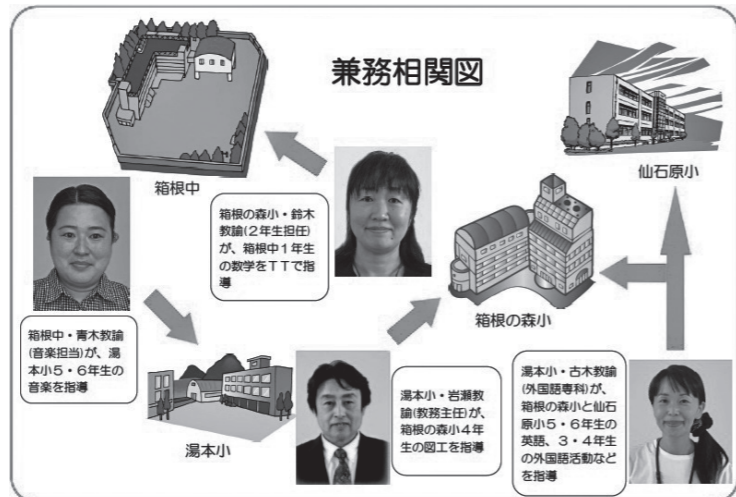 兼務相関図
箱根中
仙石原小
箱根の森小・鈴木
教諭(２年生担任)
が、箱根中１年生
の数学をＴＴで指
導
箱根の森小
箱根中・青木教諭
(音楽担当)が、湯
本小５・６年生の
音楽を指導
湯本小
湯本小・岩瀬教
諭(教務主任)が、
箱根の森小４年
生の図工を指導
湯本小・古木教諭
(外国語専科)が、
箱根の森小と仙石
原小５・６年生の
英語、３・４年生
の外国語活動など
を指導